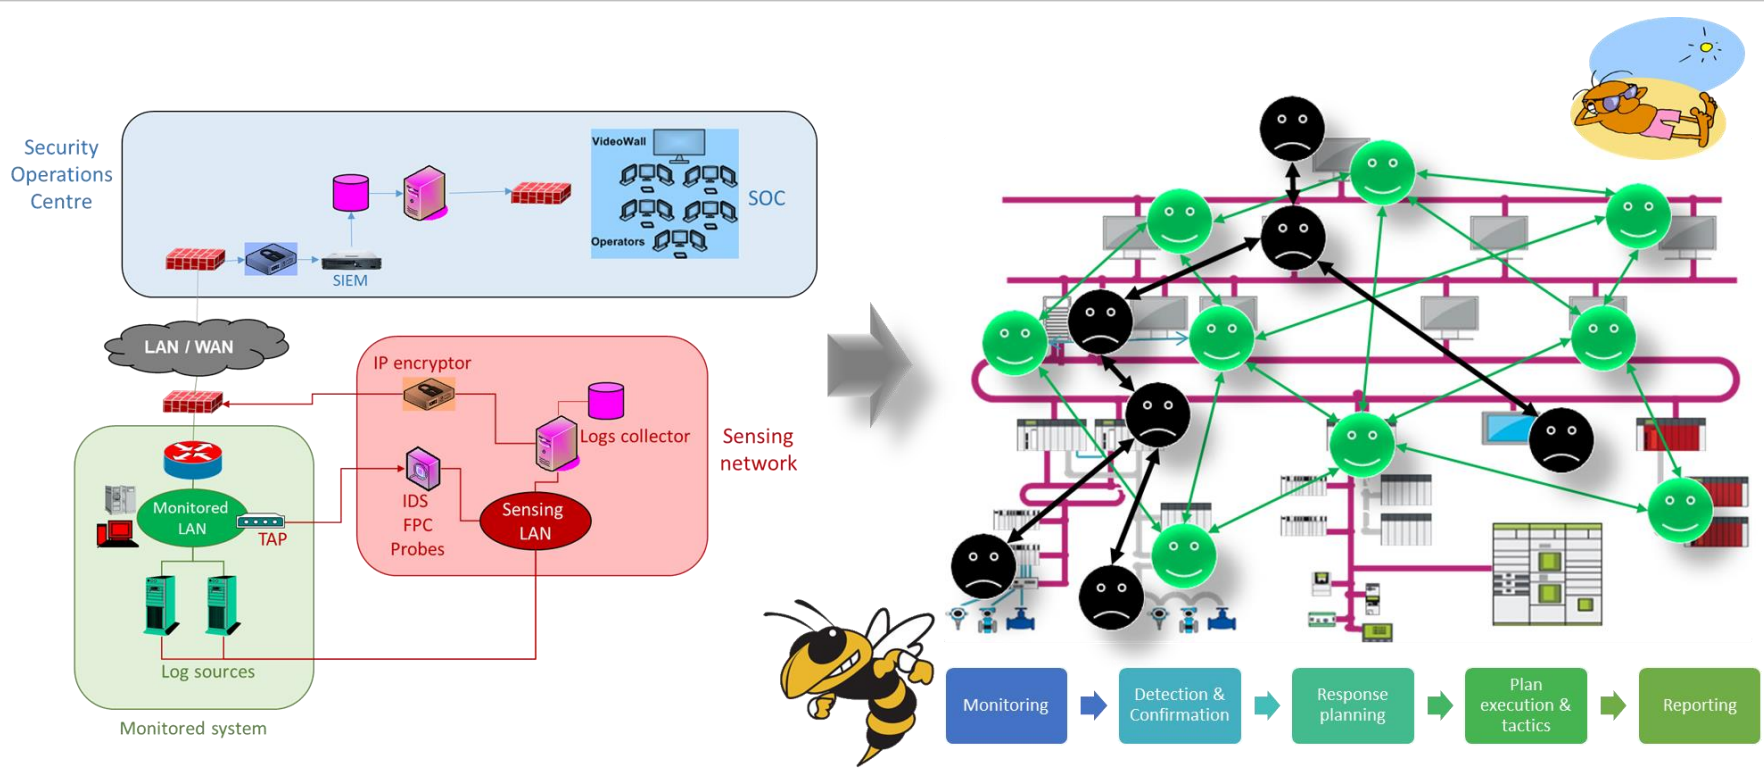 Security
Operations
Centre
VideoWall
Operators
SOC
SIEM
LAN / WAN
IP encryptor
Logs collector
IDS
FPC
Probes
Sensing
LAN
Sensing
network
Monitored
LAN
TAP
Log sources
Monitored system
Monitoring
Detection &
Confirmation
Response
planning
Plan
execution &
tactics
Reporting